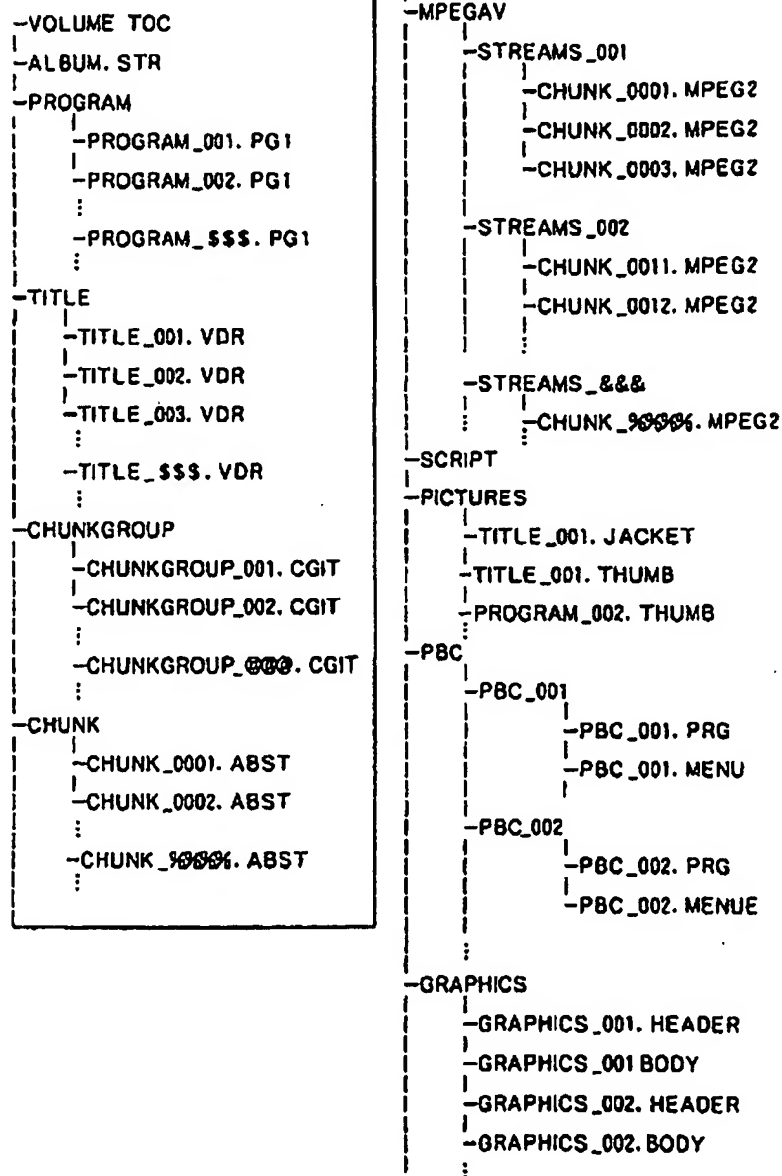 -VOLUME TOC
-ALBUM. STR
-PROGRAM
-PROGRAM_001. PG1
-PROGRAM_002. PG1
-PROGRAM_$$$. PG1
-TITLE
-TITLE_001. VDR
-TITLE_002. VDR
-TITLE_003. VDR
-TITLE_$$$. VDR
-CHUNKGROUP
-CHUNKGROUP_001. CGIT
-CHUNKGROUP_002. CGIT
-CHUNKGROUP_@@@. CGIT
-CHUNK
-CHUNK_0001. ABST
-CHUNK_0002. ABST
-CHUNK_%%%%. ABST
-MPEGAV
-STREAMS_001
-CHUNK_0001. MPEG2
-CHUNK_0002. MPEG2
-CHUNK_0003. MPEG2
-STREAMS_002
-CHUNK_0011. MPEG2
-CHUNK_0012. MPEG2
-STREAMS_&&&
-CHUNK_%%%%. MPEG2
-SCRIPT
-PICTURES
-TITLE_001. JACKET
-TITLE_001. THUMB
-PROGRAM_002. THUMB
-PBC
-PBC_001
-PBC_001. PRG
-PBC_001. MENU
-PBC_002
-PBC_002. PRG
-PBC_002. MENUE
-GRAPHICS
-GRAPHICS_001. HEADER
-GRAPHICS_001 BODY
-GRAPHICS_002. HEADER
-GRAPHICS_002. BODY